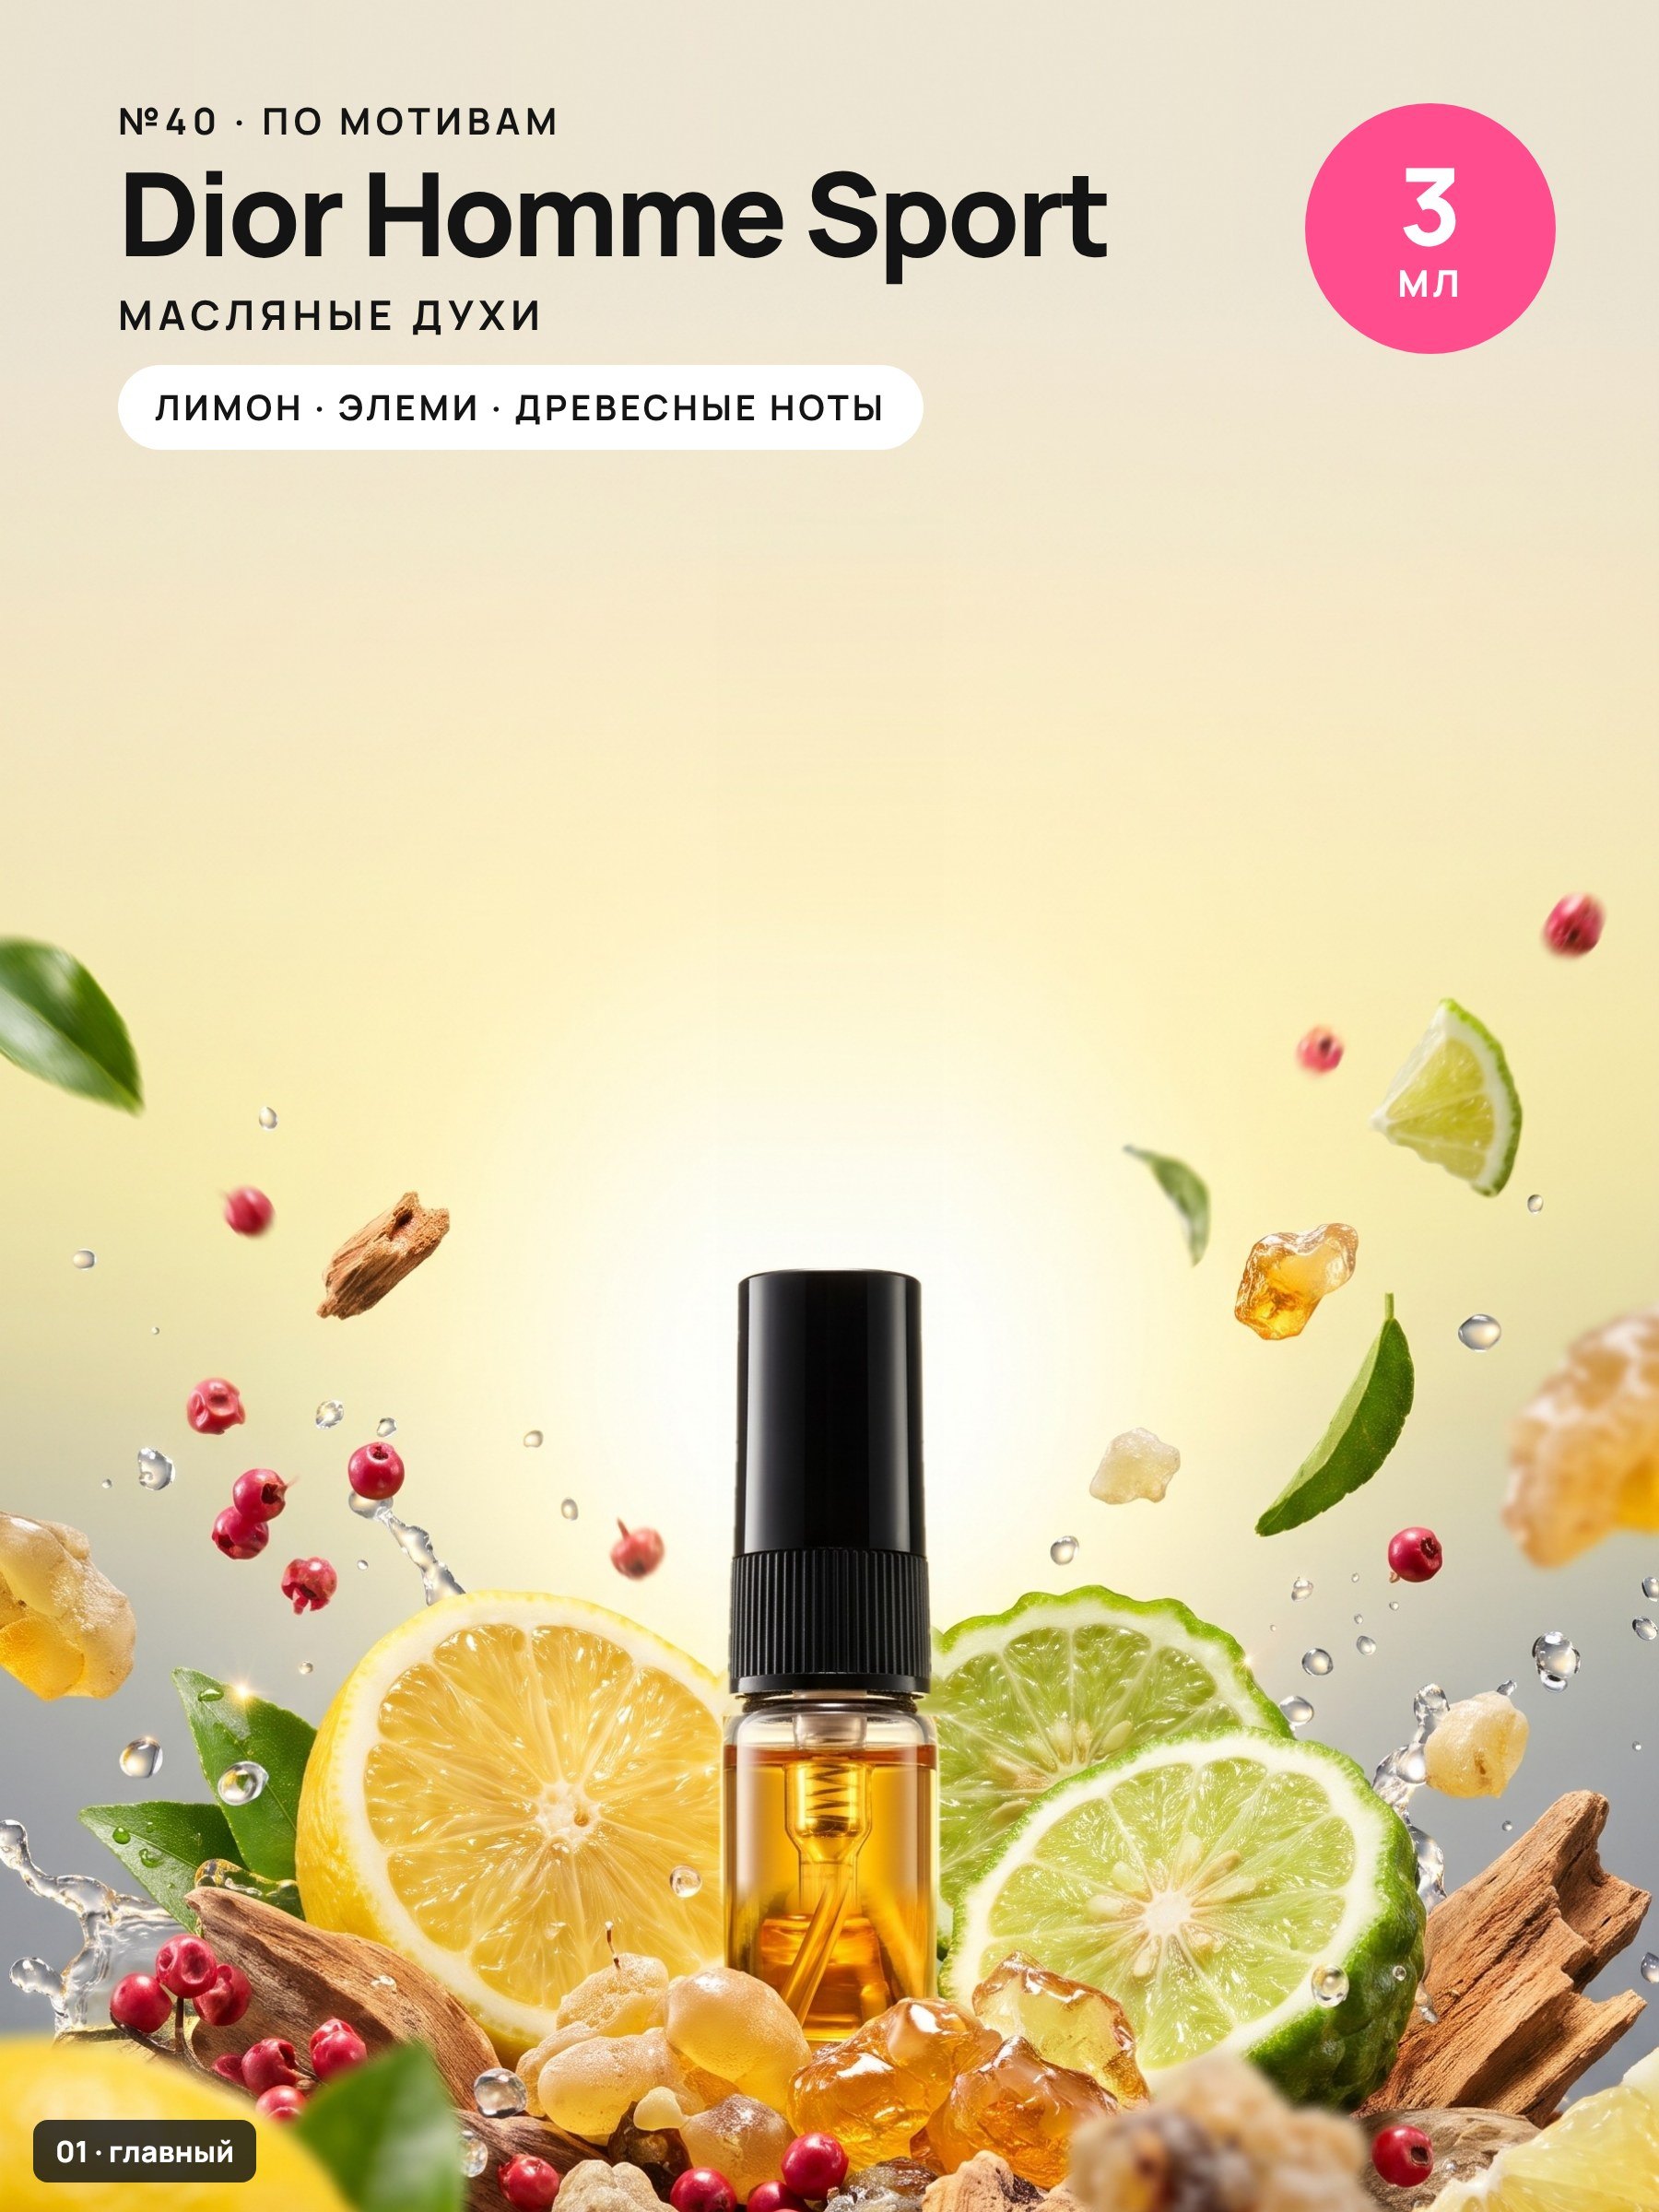 №40 · ПО МОТИВАМ
Dior Homme Sport
МАСЛЯНЫЕ ДУХИ
ЛИМОН · ЭЛЕМИ · ДРЕВЕСНЫЕ НОТЫ
3
МЛ
01 · главный